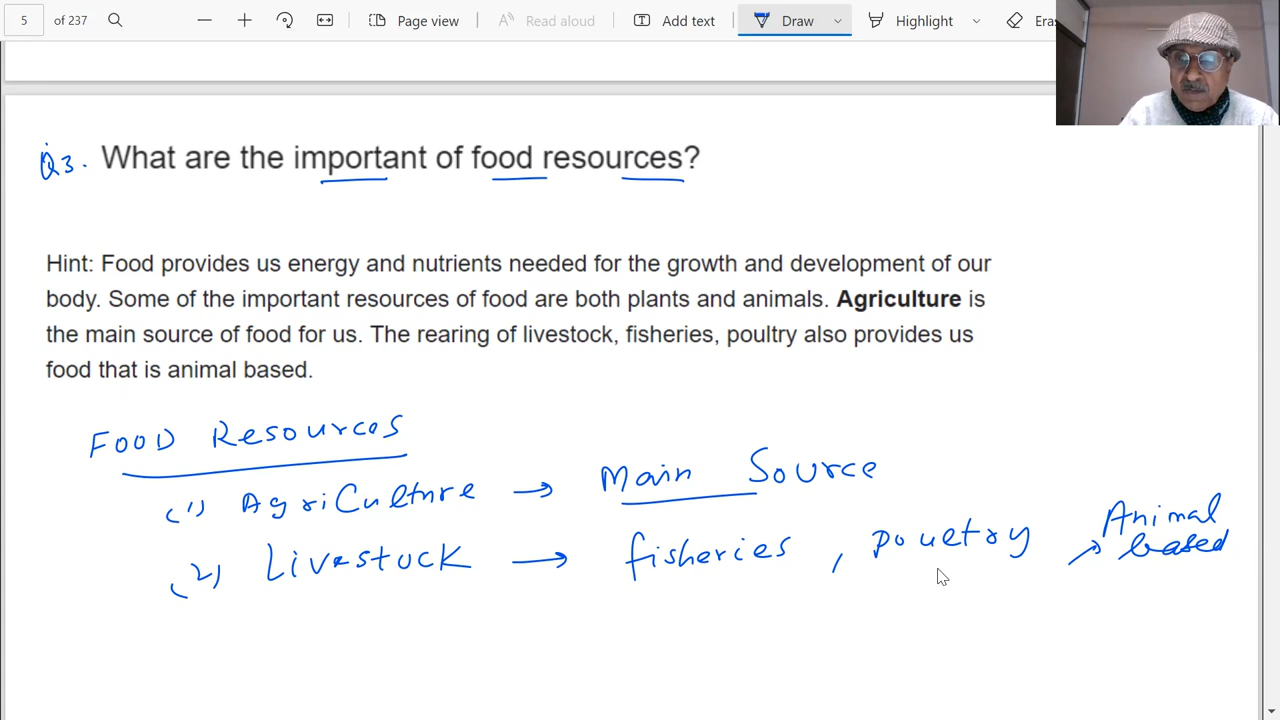 5 of 237 Page view Read aloud Add text Draw Highlight Era
Q3. What are the important of food resources?
Hint: Food provides us energy and nutrients needed for the growth and development of our
body. Some of the important resources of food are both plants and animals. Agriculture is
the main source of food for us. The rearing of livestock, fisheries, poultry also provides us
food that is animal based.
FOOD Resources
(1) AgriCulture → Main Source
(2) Livestuck → fisheries, pouetry → Animal
based